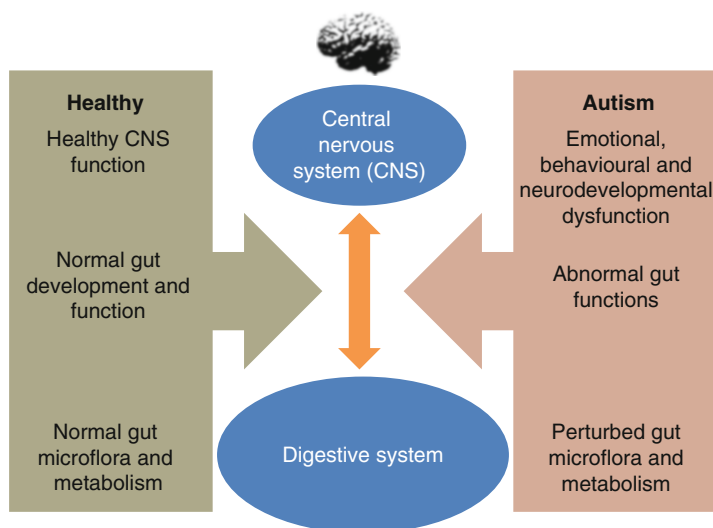 Healthy
Healthy CNS
function
Normal gut
development and
function
Normal gut
microflora and
metabolism
Central
nervous
system (CNS)
Digestive system
Autism
Emotional,
behavioural and
neurodevelopmental
dysfunction
Abnormal gut
functions
Perturbed gut
microflora and
metabolism